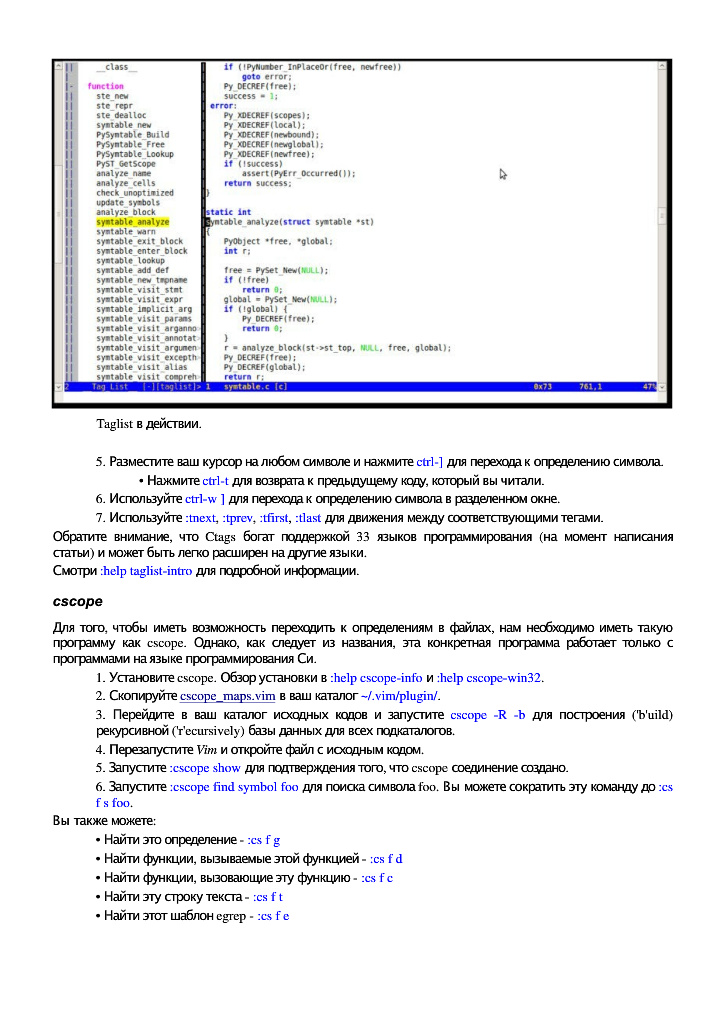 __class__
function
ste_new
ste_repr
ste_dealloc
symtable_new
PySymtable_Build
PySymtable_Free
PySymtable_Lookup
PyST_GetScope
analyze_name
analyze_cells
check_unoptimized
update_symbols
analyze_block
symtable_analyze
symtable_warn
symtable_exit_block
symtable_enter_block
symtable_lookup
symtable_add_def
symtable_new_tmpname
symtable_visit_stmt
symtable_visit_expr
symtable_implicit_arg
symtable_visit_params
symtable_visit_arganno
symtable_visit_annotat
symtable_visit_argumen
symtable_visit_excepth
symtable_visit_alias
symtable_visit_compreh
if (!PyNumber_InPlaceOr(free, newfree))
goto error;
Py_DECREF(free);
success = 1;
error:
Py_XDECREF(scopes);
Py_XDECREF(local);
Py_XDECREF(newbound);
Py_XDECREF(newglobal);
Py_XDECREF(newfree);
if (!success)
assert(PyErr_Occurred());
return success;
}
static int
symtable_analyze(struct symtable *st)
{
PyObject *free, *global;
int r;
free = PySet_New(NULL);
if (!free)
return 0;
global = PySet_New(NULL);
if (!global) {
Py_DECREF(free);
return 0;
}
r = analyze_block(st->st_top, NULL, free, global);
Py_DECREF(free);
Py_DECREF(global);
return r;
2 Tag List [-][taglist]> 1 symtable.c [c] 0x73 761,1 47%
Taglist в действии.
5. Разместите ваш курсор на любом символе и нажмите ctrl-] для перехода к определению символа.
• Нажмите ctrl-t для возврата к предыдущему коду, который вы читали.
6. Используйте ctrl-w ] для перехода к определению символа в разделенном окне.
7. Используйте :tnext, :tprev, :tfirst, :tlast для движения между соответствующими тегами.
Обратите внимание, что Ctags богат поддержкой 33 языков программирования (на момент написания
статьи) и может быть легко расширен на другие языки.
Смотри :help taglist-intro для подробной информации.
cscope
Для того, чтобы иметь возможность переходить к определениям в файлах, нам необходимо иметь такую
программу как cscope. Однако, как следует из названия, эта конкретная программа работает только с
программами на языке программирования Си.
1. Установите cscope. Обзор установки в :help cscope-info и :help cscope-win32.
2. Скопируйте cscope_maps.vim в ваш каталог ~/.vim/plugin/.
3. Перейдите в ваш каталог исходных кодов и запустите cscope -R -b для построения ('b'uild)
рекурсивной ('r'ecursively) базы данных для всех подкаталогов.
4. Перезапустите Vim и откройте файл с исходным кодом.
5. Запустите :cscope show для подтверждения того, что cscope соединение создано.
6. Запустите :cscope find symbol foo для поиска символа foo. Вы можете сократить эту команду до :cs
f s foo.
Вы также можете:
• Найти это определение - :cs f g
• Найти функции, вызываемые этой функцией - :cs f d
• Найти функции, вызовающие эту функцию - :cs f c
• Найти эту строку текста - :cs f t
• Найти этот шаблон egrep - :cs f e